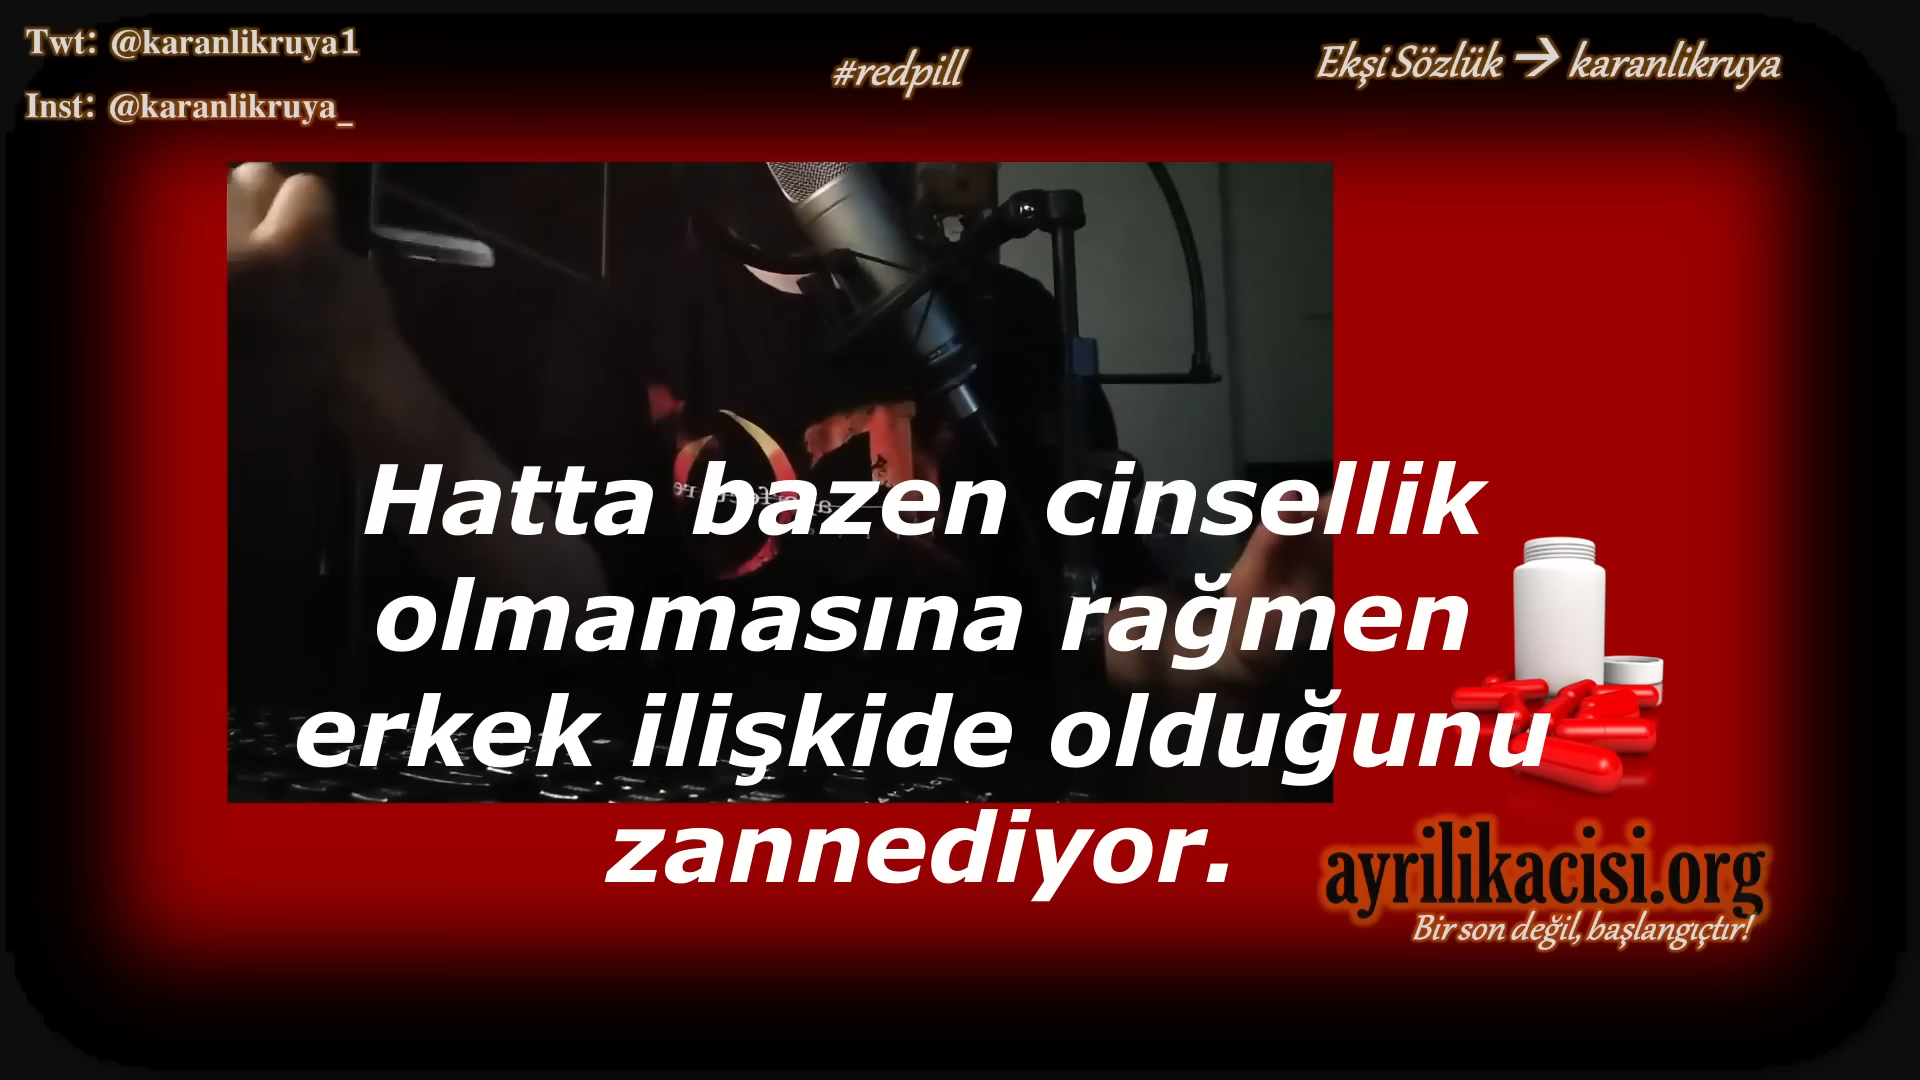 Twt: @karanlikruya1
Inst: @karanlikruya_
#redpill
Ekşi Sözlük → karanlikruya
Hatta bazen cinsellik
olmamasına rağmen
erkek ilişkide olduğunu
zannediyor.
ayrilikacisi.org
Bir son değil, başlangıçtır!